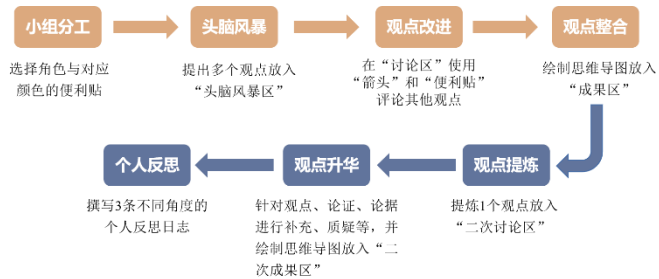 小组分工
头脑风暴
观点改进
观点整合
选择角色与对应
颜色的便利贴
提出多个观点放入
“头脑风暴区”
在“讨论区”使用
“箭头”和“便利贴”
评论其他观点
绘制思维导图放入
“成果区”
个人反思
观点升华
观点提炼
撰写3条不同角度的
个人反思日志
针对观点、论证、论据
进行补充、质疑等，并
绘制思维导图放入“二
次成果区”
提炼1个观点放入
“二次讨论区”